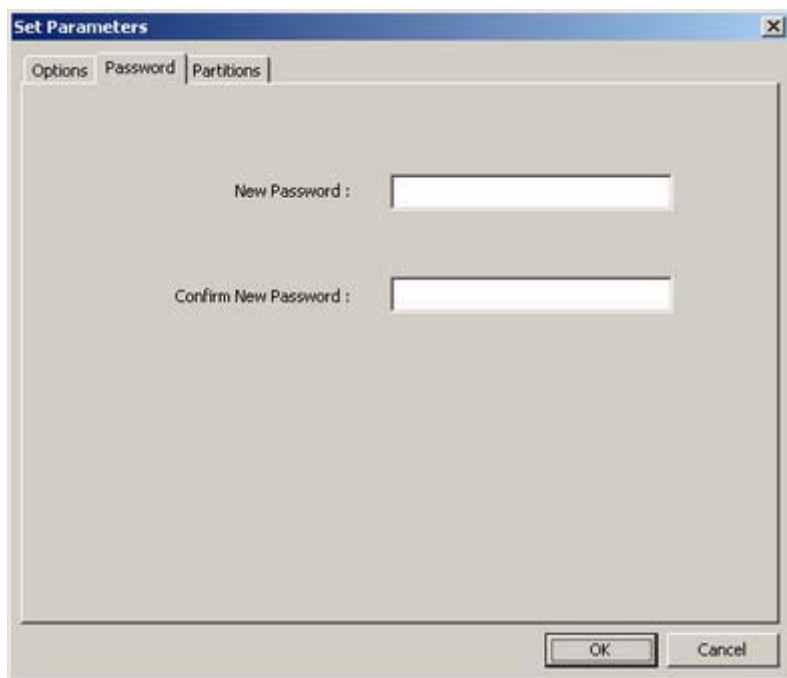 Set Parameters
Options Password Partitions
New Password :
Confirm New Password :
OK Cancel